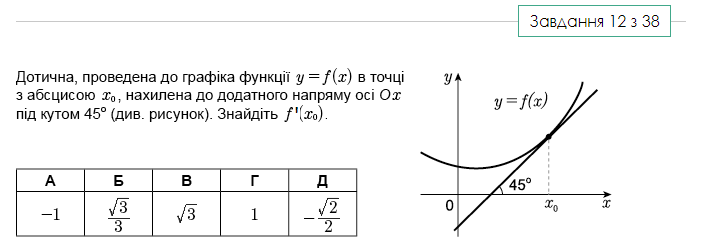 Завдання 12 з 38
Дотична, проведена до графіка функції y = f(x) в точці
з абсцисою x₀, нахилена до додатного напряму осі Ox
під кутом 45° (див. рисунок). Знайдіть f'(x₀).
y
y = f(x)
45°
0
x₀
x
А Б В Г Д
−1 √3/3 √3 1 −√2/2